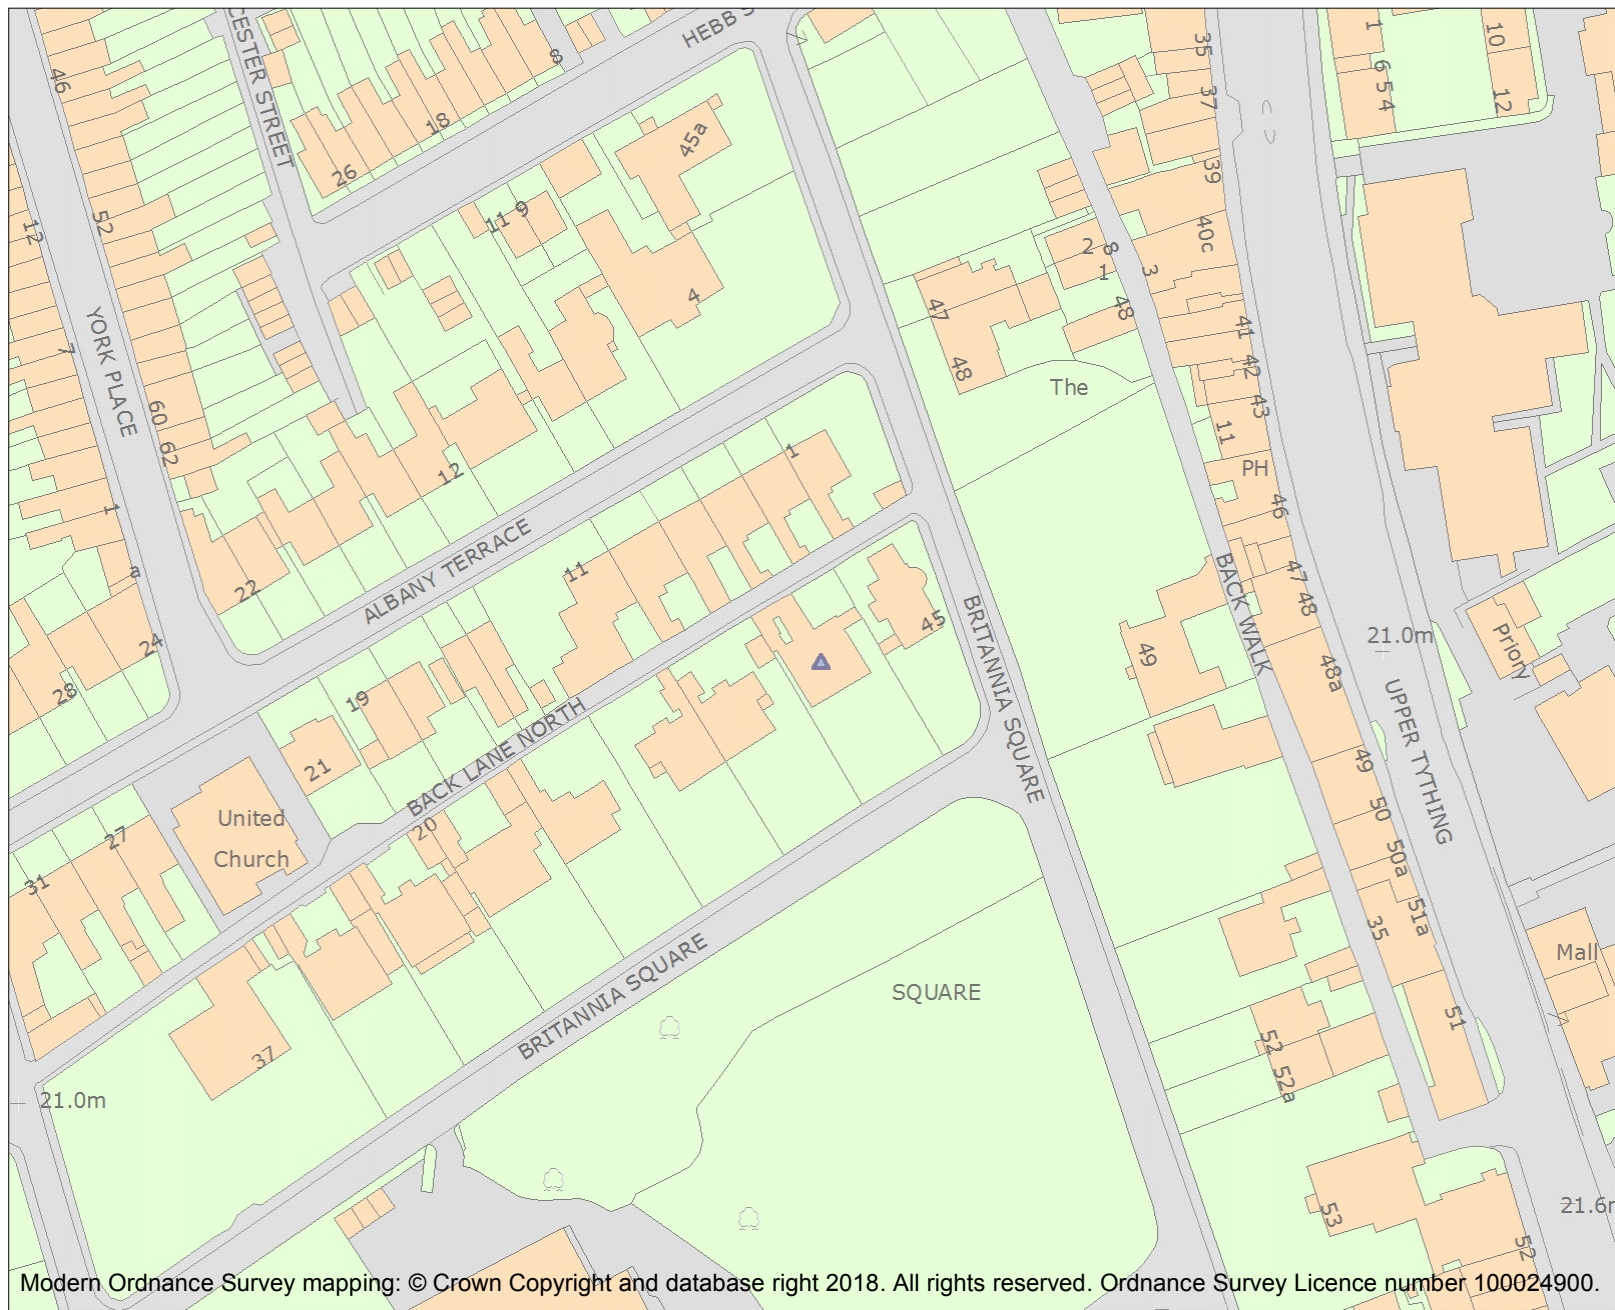 CESTER STREET
HEBB S
46
8
18
26
45a
35
37
39
40c
1
6 5 4
10
12
12
52
11 9
4
2
8
1
3
48
47
48
The
41
42
43
11
PH
46
YORK PLACE
7
60
62
12
1
1
a
22
24
28
ALBANY TERRACE
11
45
BRITANNIA SQUARE
BACK WALK
47
48
49
48a
21.0m
Priory
UPPER TYTHING
19
21
BACK LANE NORTH
20
United
Church
27
31
49
50
50a
51a
35
Mall
37
BRITANNIA SQUARE
SQUARE
21.0m
52
52a
51
53
52
21.6m
Modern Ordnance Survey mapping: © Crown Copyright and database right 2018. All rights reserved. Ordnance Survey Licence number 100024900.